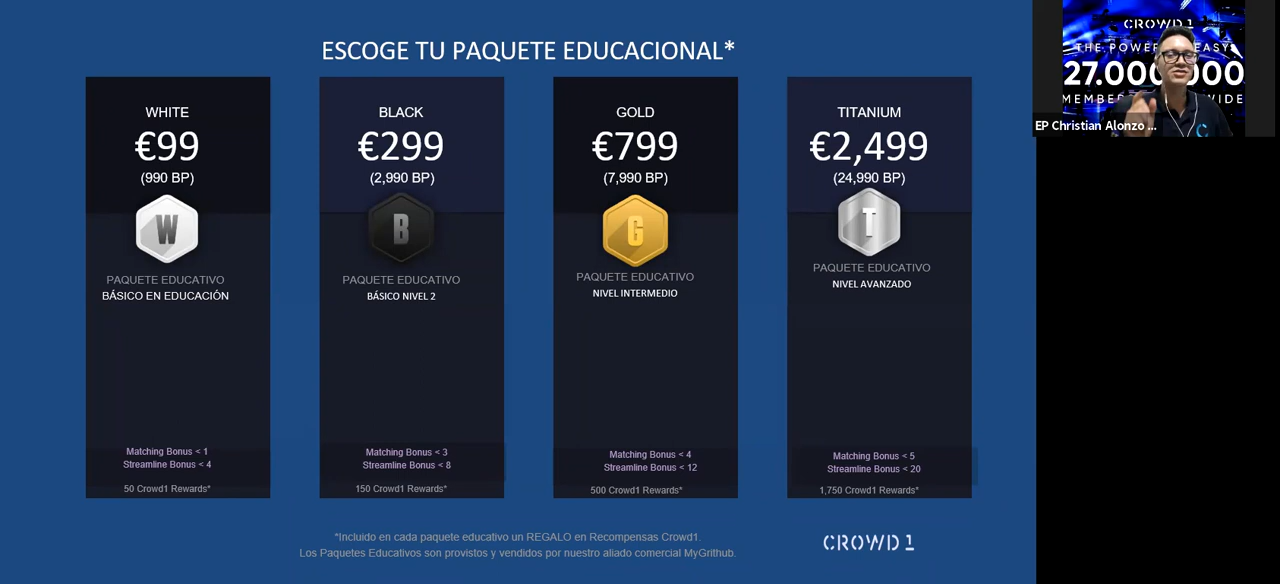 ESCOGE TU PAQUETE EDUCACIONAL*
WHITE
€99
(990 BP)
W
PAQUETE EDUCATIVO
BÁSICO EN EDUCACIÓN
Matching Bonus < 1
Streamline Bonus < 4
50 Crowd1 Rewards*
BLACK
€299
(2,990 BP)
B
PAQUETE EDUCATIVO
BÁSICO NIVEL 2
Matching Bonus < 3
Streamline Bonus < 8
150 Crowd1 Rewards*
GOLD
€799
(7,990 BP)
G
PAQUETE EDUCATIVO
NIVEL INTERMEDIO
Matching Bonus < 4
Streamline Bonus < 12
500 Crowd1 Rewards*
TITANIUM
€2,499
(24,990 BP)
T
PAQUETE EDUCATIVO
NIVEL AVANZADO
Matching Bonus < 5
Streamline Bonus < 20
1,750 Crowd1 Rewards*
*Incluido en cada paquete educativo un REGALO en Recompensas Crowd1.
Los Paquetes Educativos son provistos y vendidos por nuestro aliado comercial MyGrithub.
CROWD1
CROWD1
THE POWER EASY
27.000 000
MEMBE WIDE
EP Christian Alonzo ...